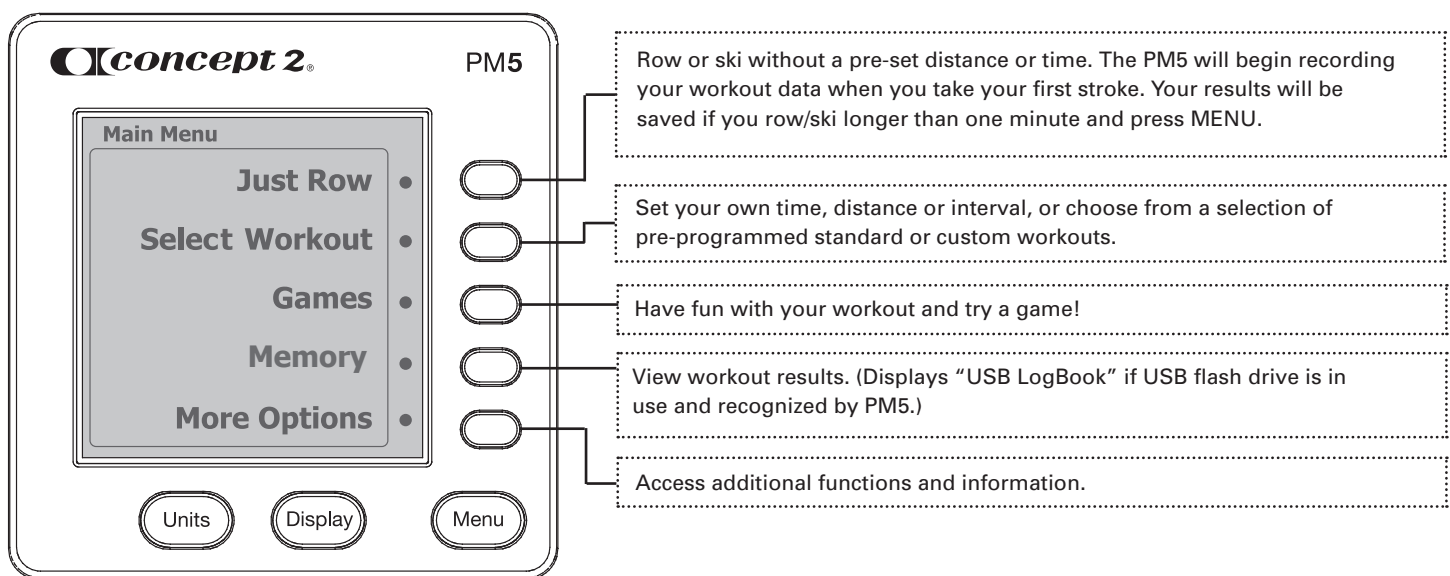 concept 2®
PM5
Main Menu
Just Row
Select Workout
Games
Memory
More Options
Units
Display
Menu
Row or ski without a pre-set distance or time. The PM5 will begin recording
your workout data when you take your first stroke. Your results will be
saved if you row/ski longer than one minute and press MENU.
Set your own time, distance or interval, or choose from a selection of
pre-programmed standard or custom workouts.
Have fun with your workout and try a game!
View workout results. (Displays “USB LogBook” if USB flash drive is in
use and recognized by PM5.)
Access additional functions and information.